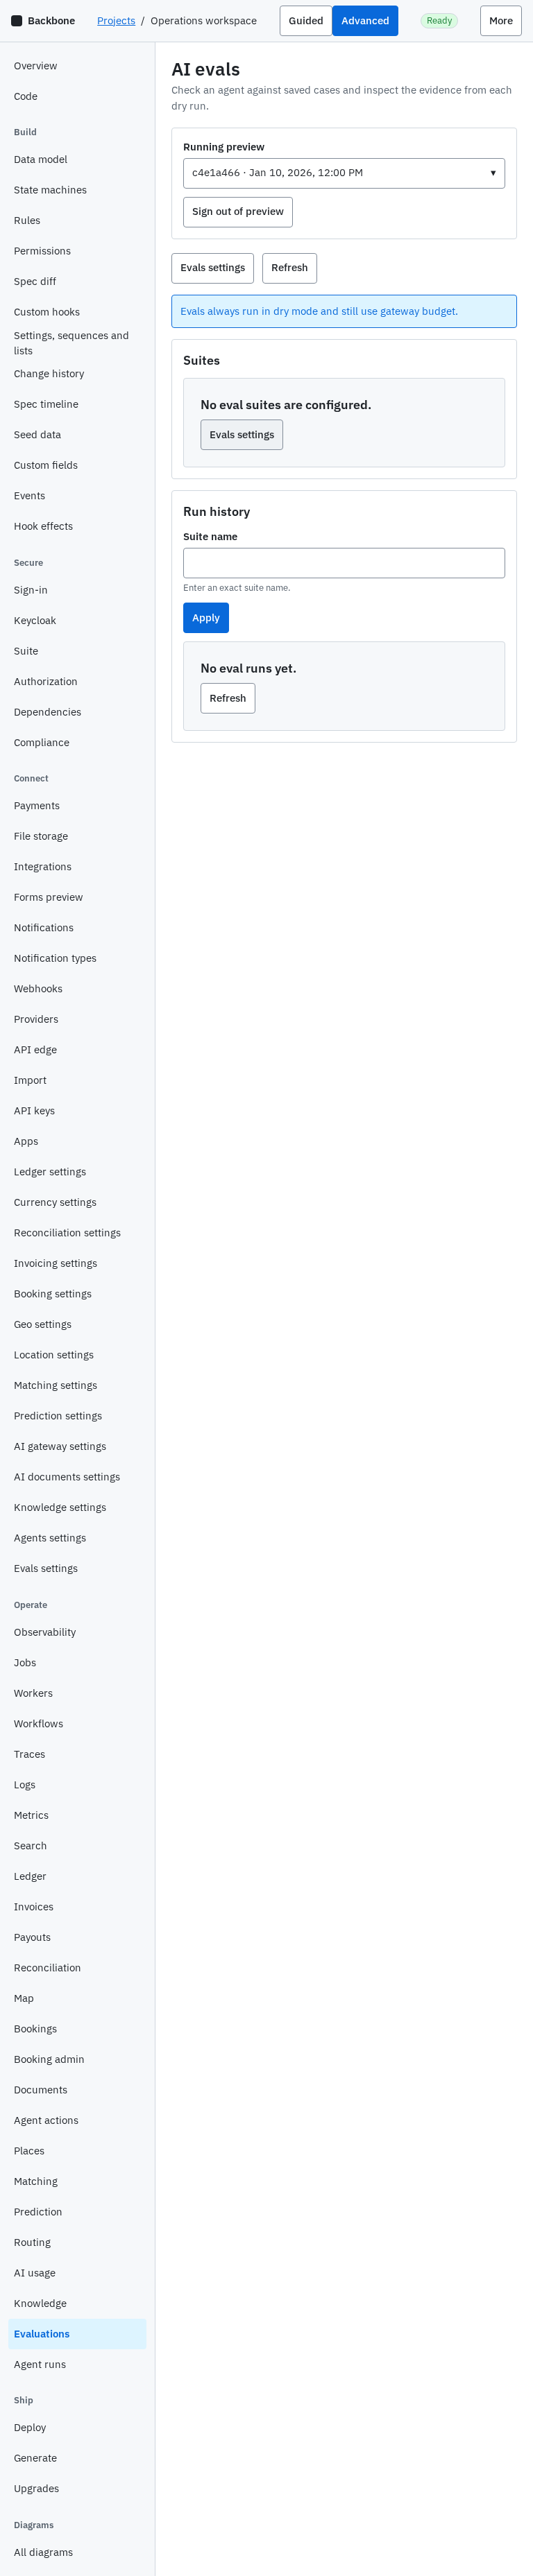 Backbone
Projects / Operations workspace
Guided
Advanced
Ready
More
Overview
Code
Build
Data model
State machines
Rules
Permissions
Spec diff
Custom hooks
Settings, sequences and
lists
Change history
Spec timeline
Seed data
Custom fields
Events
Hook effects
Secure
Sign-in
Keycloak
Suite
Authorization
Dependencies
Compliance
Connect
Payments
File storage
Integrations
Forms preview
Notifications
Notification types
Webhooks
Providers
API edge
Import
API keys
Apps
Ledger settings
Currency settings
Reconciliation settings
Invoicing settings
Booking settings
Geo settings
Location settings
Matching settings
Prediction settings
AI gateway settings
AI documents settings
Knowledge settings
Agents settings
Evals settings
Operate
Observability
Jobs
Workers
Workflows
Traces
Logs
Metrics
Search
Ledger
Invoices
Payouts
Reconciliation
Map
Bookings
Booking admin
Documents
Agent actions
Places
Matching
Prediction
Routing
AI usage
Knowledge
Evaluations
Agent runs
Ship
Deploy
Generate
Upgrades
Diagrams
All diagrams
AI evals
Check an agent against saved cases and inspect the evidence from each
dry run.
Running preview
c4e1a466 · Jan 10, 2026, 12:00 PM
Sign out of preview
Evals settings
Refresh
Evals always run in dry mode and still use gateway budget.
Suites
No eval suites are configured.
Evals settings
Run history
Suite name
Enter an exact suite name.
Apply
No eval runs yet.
Refresh